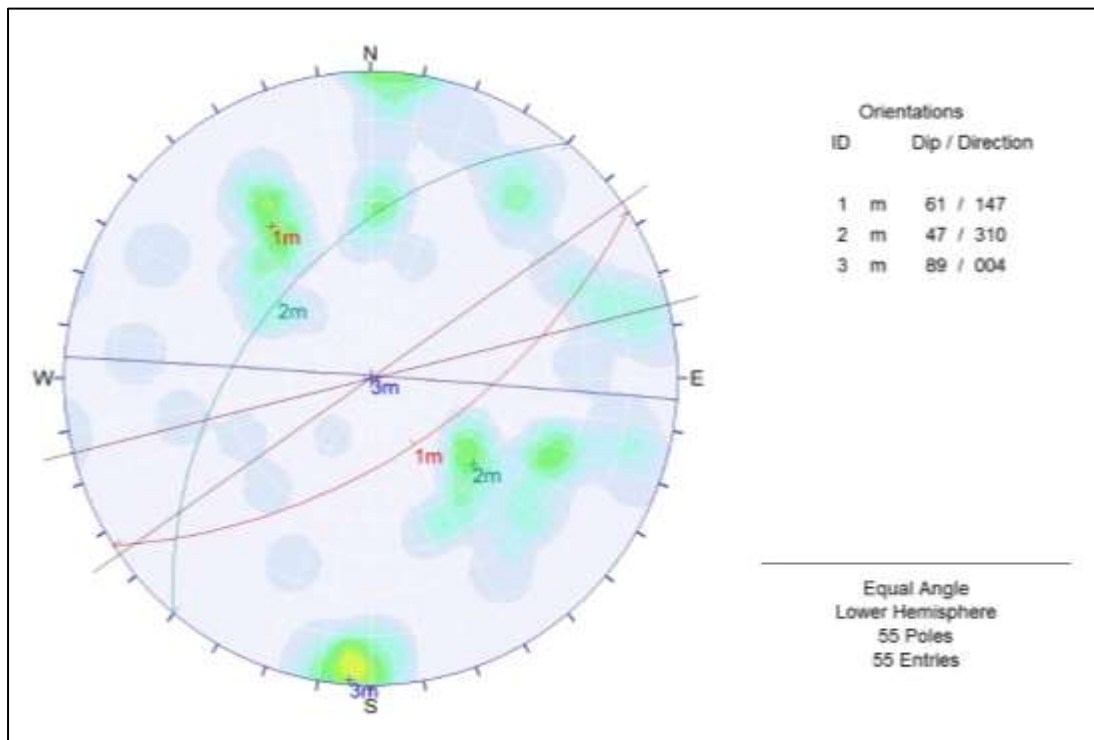 N
Orientations
ID Dip / Direction
1 m 61 / 147
2 m 47 / 310
3 m 89 / 004
1m
2m
W
3m
E
1m
2m
3m
S
Equal Angle
Lower Hemisphere
55 Poles
55 Entries